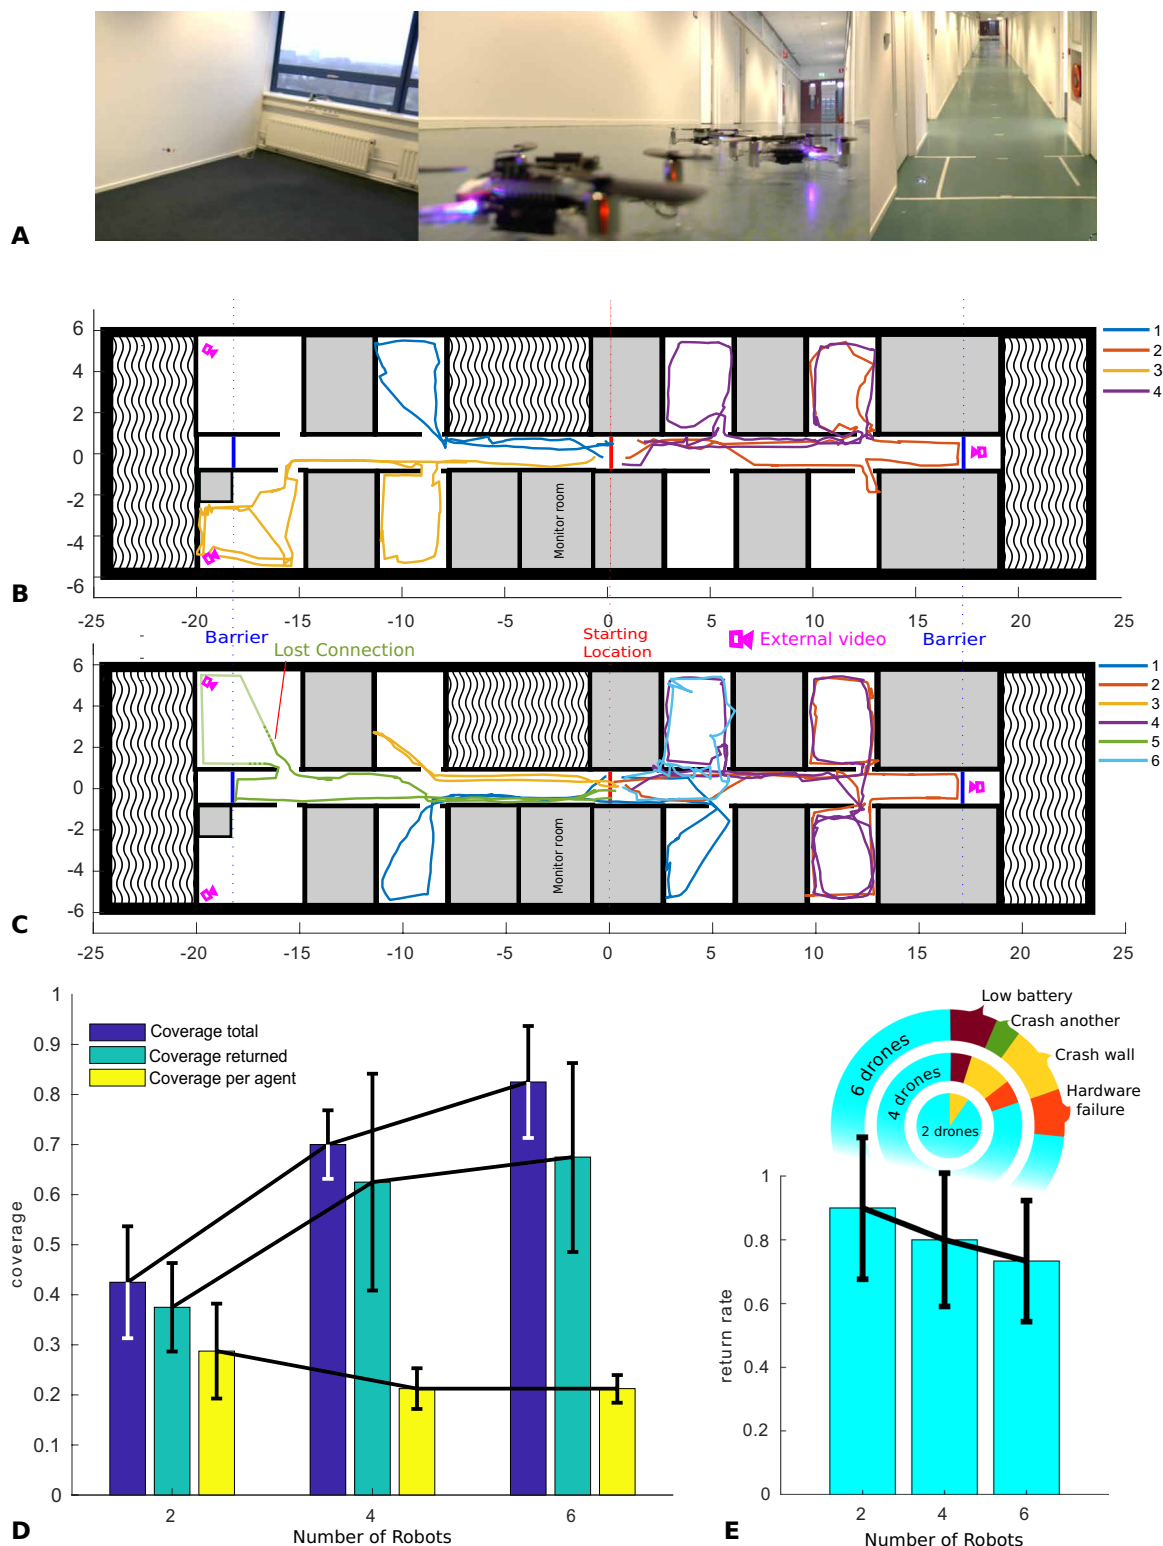 A
6
4
2
0
-2
-4
-6
Monitor room
1
2
3
4
B
-25
-20
-15
-10
-5
0
5
10
15
20
25
Barrier
Lost Connection
Starting
Location
External video
Barrier
6
4
2
0
-2
-4
-6
Monitor room
1
2
3
4
5
6
C
-25
-20
-15
-10
-5
0
5
10
15
20
25
1
0.9
0.8
0.7
0.6
0.5
0.4
0.3
0.2
0.1
0
coverage
Coverage total
Coverage returned
Coverage per agent
2
4
6
Number of Robots
D
Low battery
Crash another
Crash wall
Hardware
failure
6 drones
4 drones
2 drones
1
0.8
0.6
0.4
0.2
0
return rate
2
4
6
Number of Robots
E